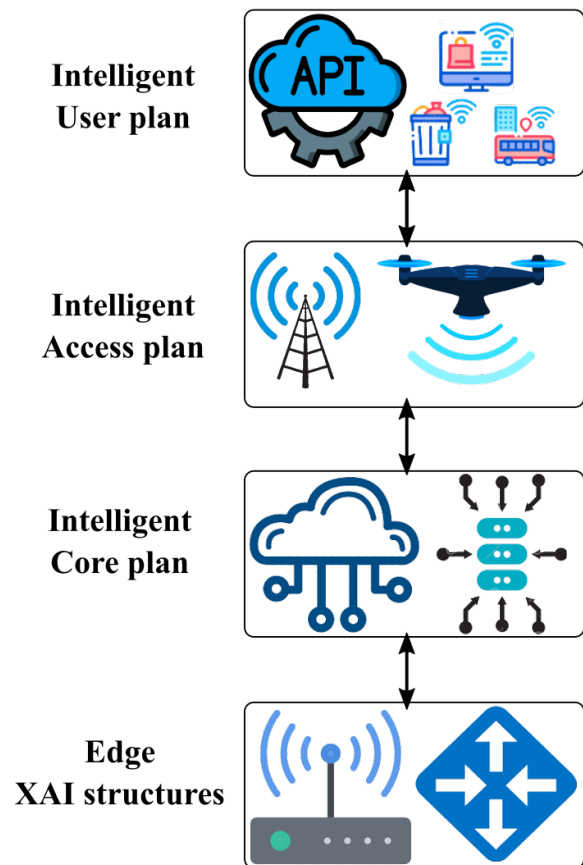 Intelligent
User plan
API
Intelligent
Access plan
Intelligent
Core plan
Edge
XAI structures